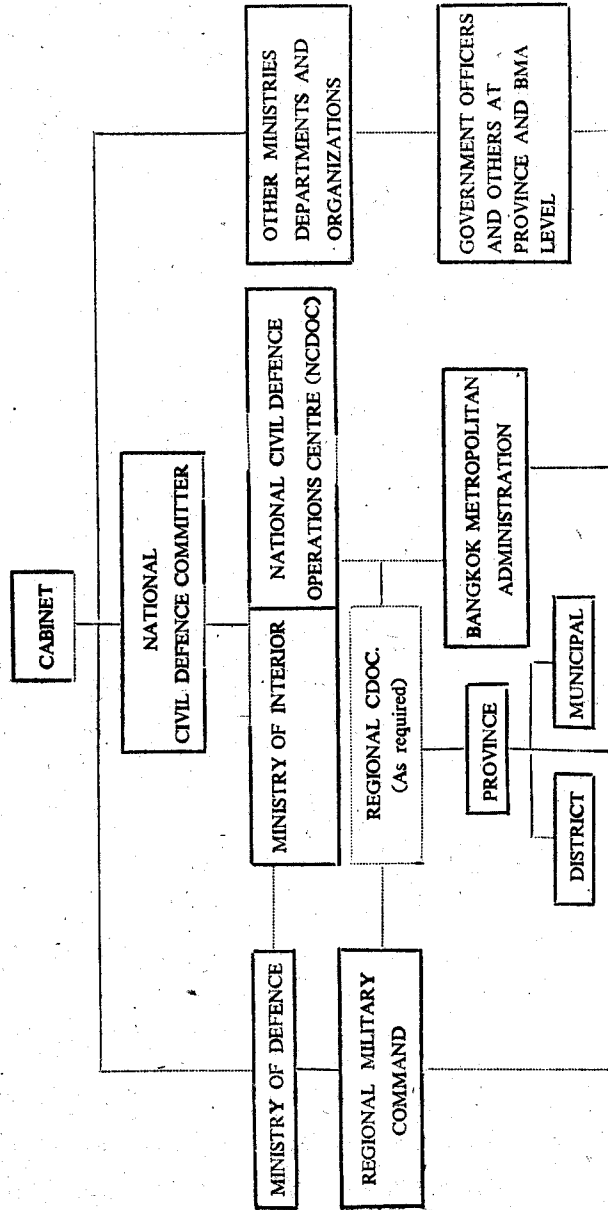 CABINET
NATIONAL
CIVIL DEFENCE COMMITTER
MINISTRY OF DEFENCE
MINISTRY OF INTERIOR
NATIONAL CIVIL DEFENCE
OPERATIONS CENTRE (NCDOC)
OTHER MINISTRIES
DEPARTMENTS AND
ORGANIZATIONS
REGIONAL MILITARY
COMMAND
REGIONAL CDOC.
(As required)
PROVINCE
DISTRICT
MUNICIPAL
BANGKOK METROPOLITAN
ADMINISTRATION
GOVERNMENT OFFICERS
AND OTHERS AT
PROVINCE AND BMA
LEVEL